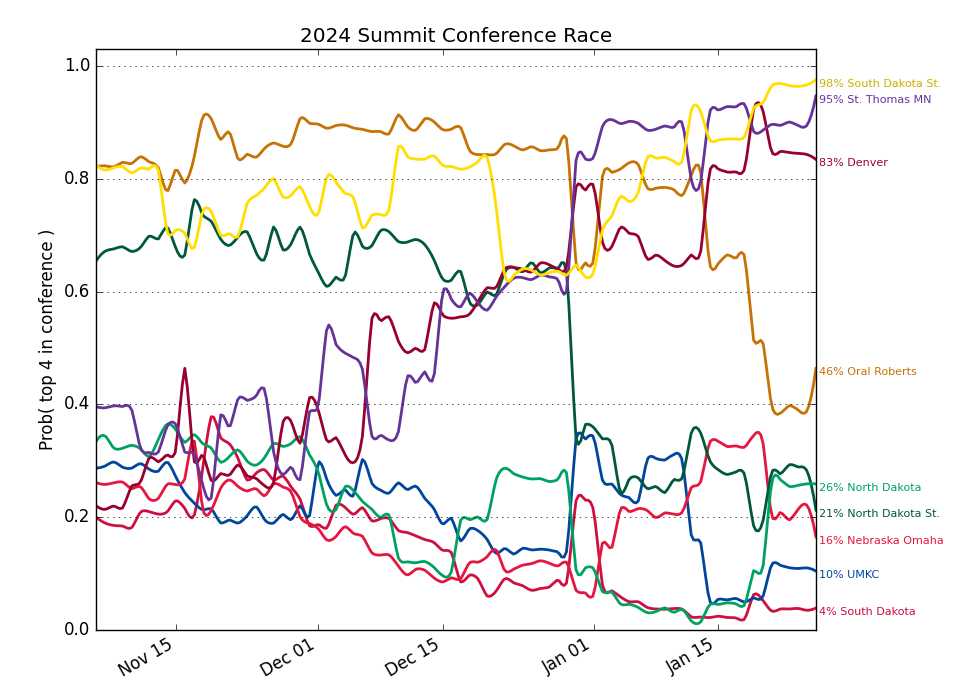 2024 Summit Conference Race
Prob( top 4 in conference )
1.0
0.8
0.6
0.4
0.2
0.0
Nov 15
Dec 01
Dec 15
Jan 01
Jan 15
98% South Dakota St.
95% St. Thomas MN
83% Denver
46% Oral Roberts
26% North Dakota
21% North Dakota St.
16% Nebraska Omaha
10% UMKC
4% South Dakota